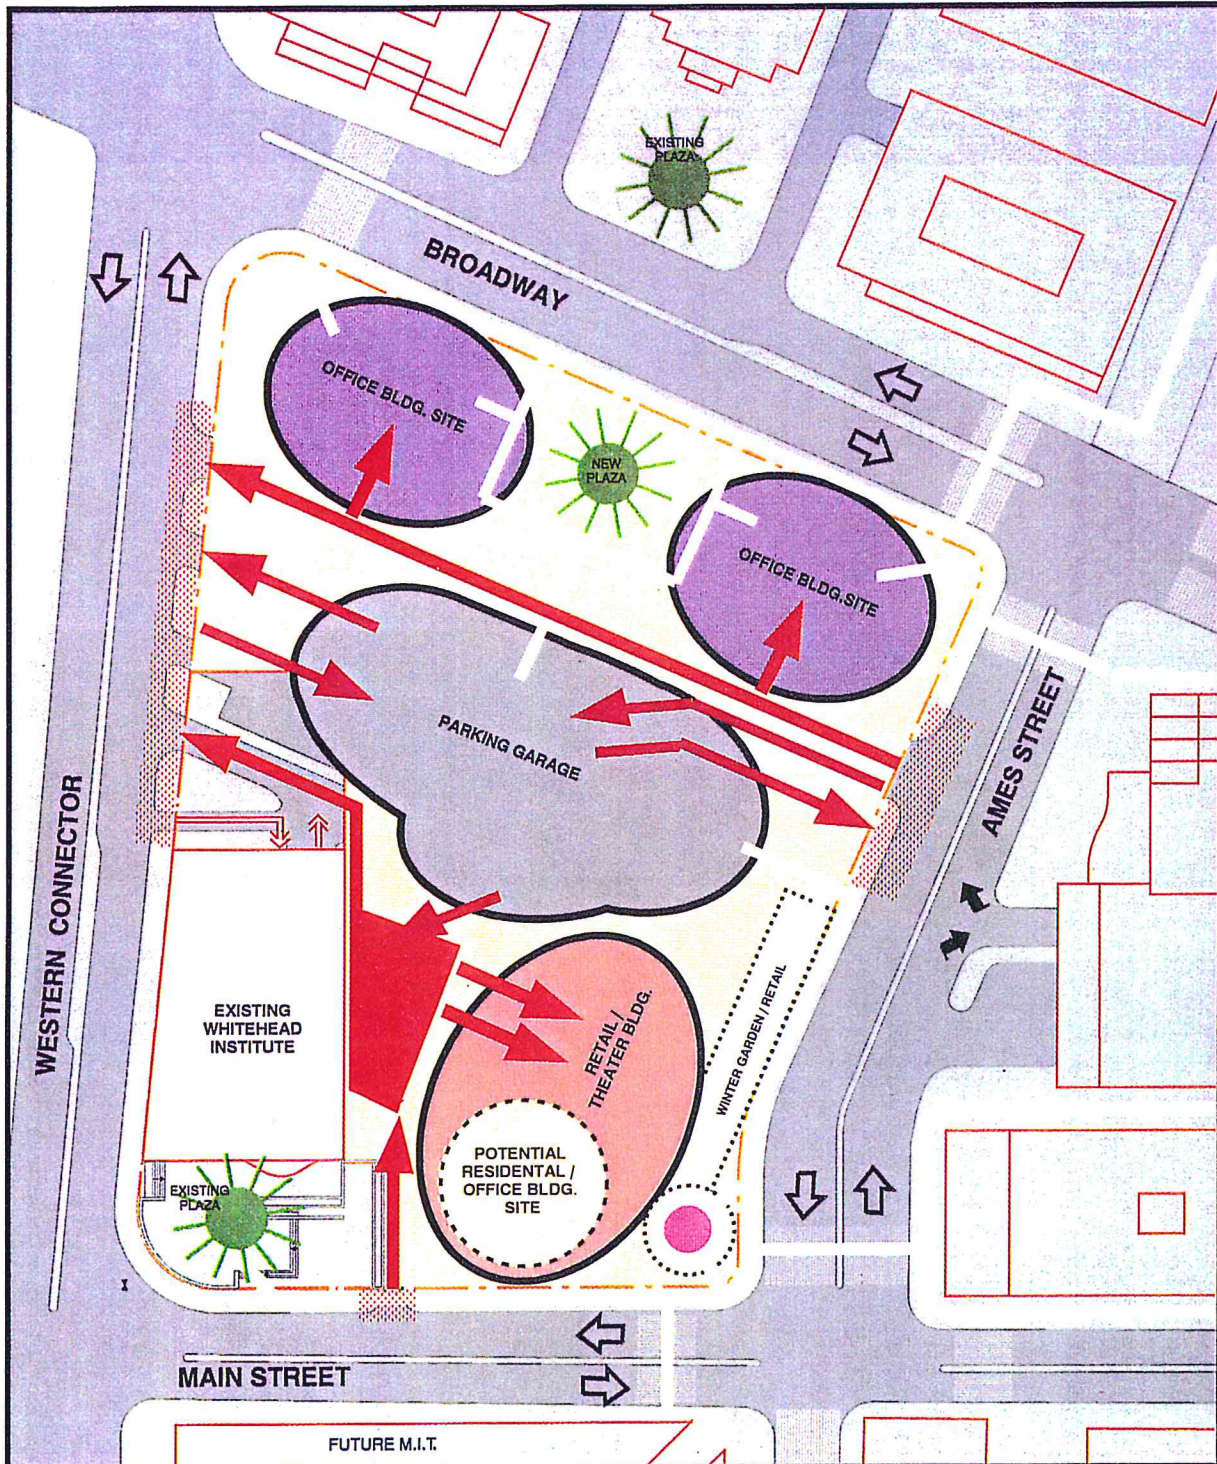 EXISTING
PLAZA
BROADWAY
OFFICE BLDG. SITE
NEW
PLAZA
OFFICE BLDG.SITE
PARKING GARAGE
AMES STREET
WESTERN CONNECTOR
EXISTING
WHITEHEAD
INSTITUTE
RETAIL /
THEATER BLDG.
WINTER GARDEN / RETAIL
POTENTIAL
RESIDENTAL /
OFFICE BLDG.
SITE
EXISTING
PLAZA
I
MAIN STREET
FUTURE M.I.T.